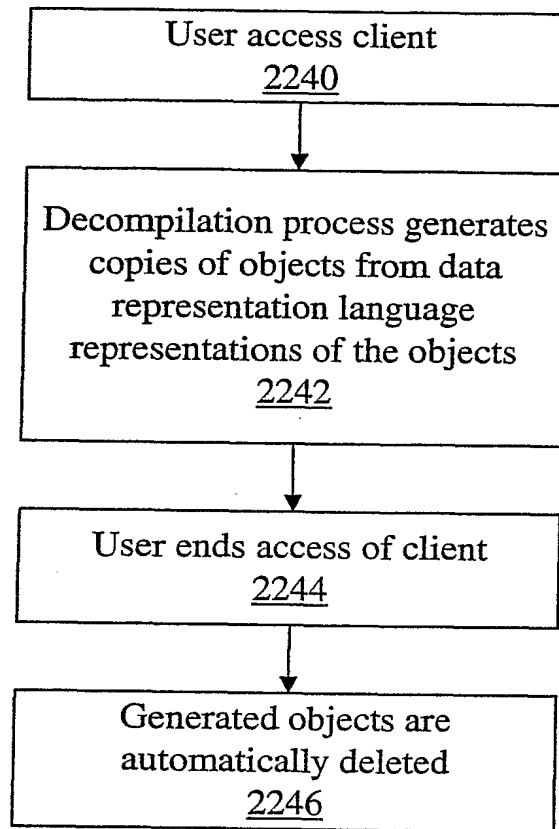 User access client
2240
Decompilation process generates
copies of objects from data
representation language
representations of the objects
2242
User ends access of client
2244
Generated objects are
automatically deleted
2246